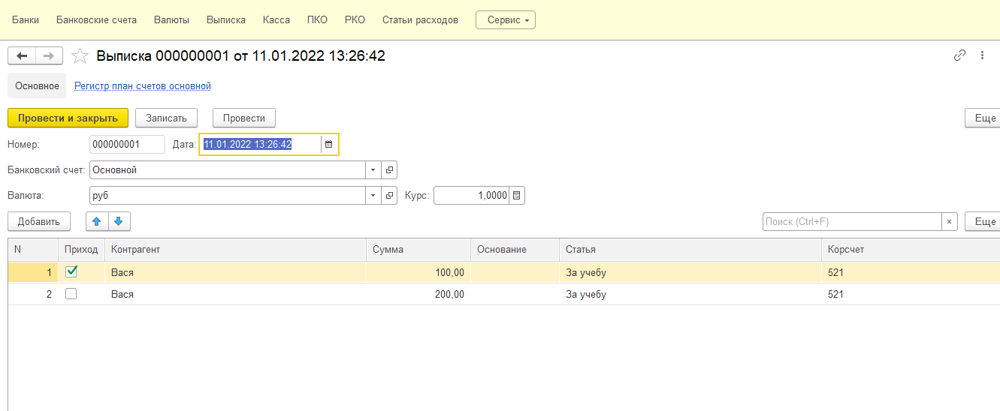 Банки Банковские счета Валюты Выписка Касса ПКО РКО Статьи расходов Сервис
Выписка 000000001 от 11.01.2022 13:26:42
Основное Регистр план счетов основной
Провести и закрыть Записать Провести Еще
Номер: 000000001 Дата: 11.01.2022 13:26:42
Банковский счет: Основной
Валюта: руб Курс: 1,0000
Добавить Поиск (Ctrl+F) × Еще
N Приход Контрагент Сумма Основание Статья Корсчет
1 Вася 100,00 За учебу 521
2 Вася 200,00 За учебу 521